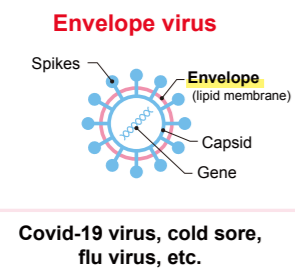 Envelope virus
Spikes
Envelope
(lipid membrane)
Capsid
Gene
Covid-19 virus, cold sore,
flu virus, etc.